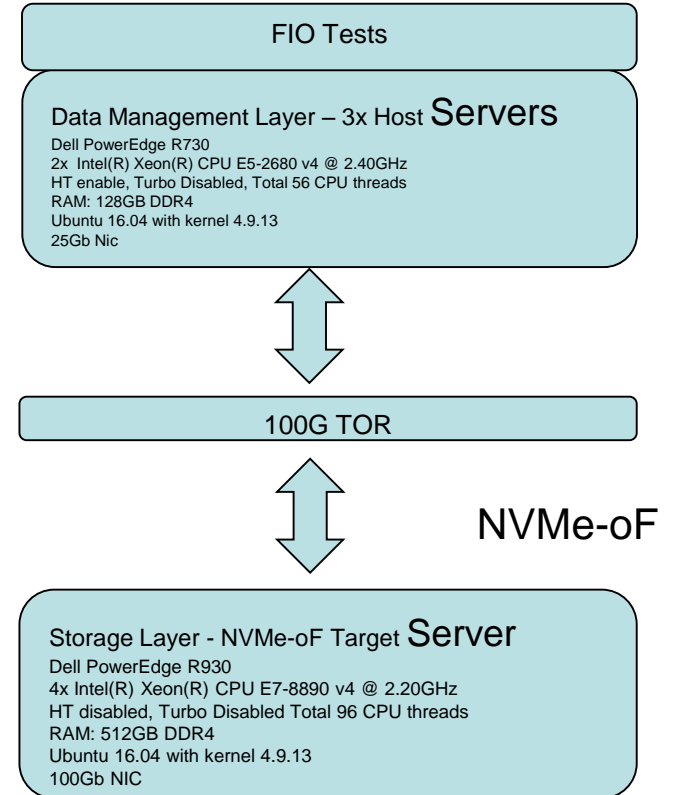 FIO Tests
Data Management Layer – 3x Host Servers
Dell PowerEdge R730
2x  Intel(R) Xeon(R) CPU E5-2680 v4 @ 2.40GHz
HT enable, Turbo Disabled, Total 56 CPU threads
RAM: 128GB DDR4
Ubuntu 16.04 with kernel 4.9.13
25Gb Nic
100G TOR
NVMe-oF
Storage Layer - NVMe-oF Target Server
Dell PowerEdge R930
4x Intel(R) Xeon(R) CPU E7-8890 v4 @ 2.20GHz
HT disabled, Turbo Disabled Total 96 CPU threads
RAM: 512GB DDR4
Ubuntu 16.04 with kernel 4.9.13
100Gb NIC